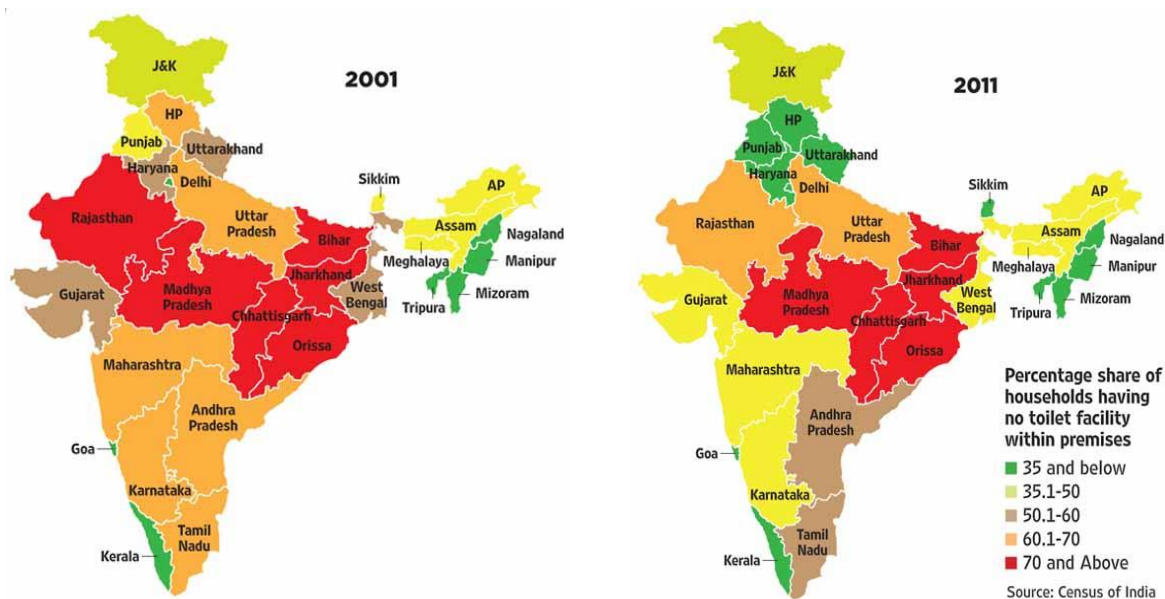 2001
J&K
HP
Punjab
Uttarakhand
Haryana
Delhi
Rajasthan
Uttar
Pradesh
Bihar
Sikkim
AP
Assam
Nagaland
Meghalaya
Manipur
Tripura
Mizoram
Jharkhand
West
Bengal
Gujarat
Madhya
Pradesh
Chhattisgarh
Orissa
Maharashtra
Andhra
Pradesh
Goa
Karnataka
Tamil
Nadu
Kerala
2011
J&K
HP
Punjab
Uttarakhand
Haryana
Delhi
Rajasthan
Uttar
Pradesh
Bihar
Sikkim
AP
Assam
Nagaland
Meghalaya
Manipur
Tripura
Mizoram
Jharkhand
West
Bengal
Gujarat
Madhya
Pradesh
Chhattisgarh
Orissa
Maharashtra
Andhra
Pradesh
Goa
Karnataka
Tamil
Nadu
Kerala
Percentage share of
households having
no toilet facility
within premises
35 and below
35.1-50
50.1-60
60.1-70
70 and Above
Source: Census of India